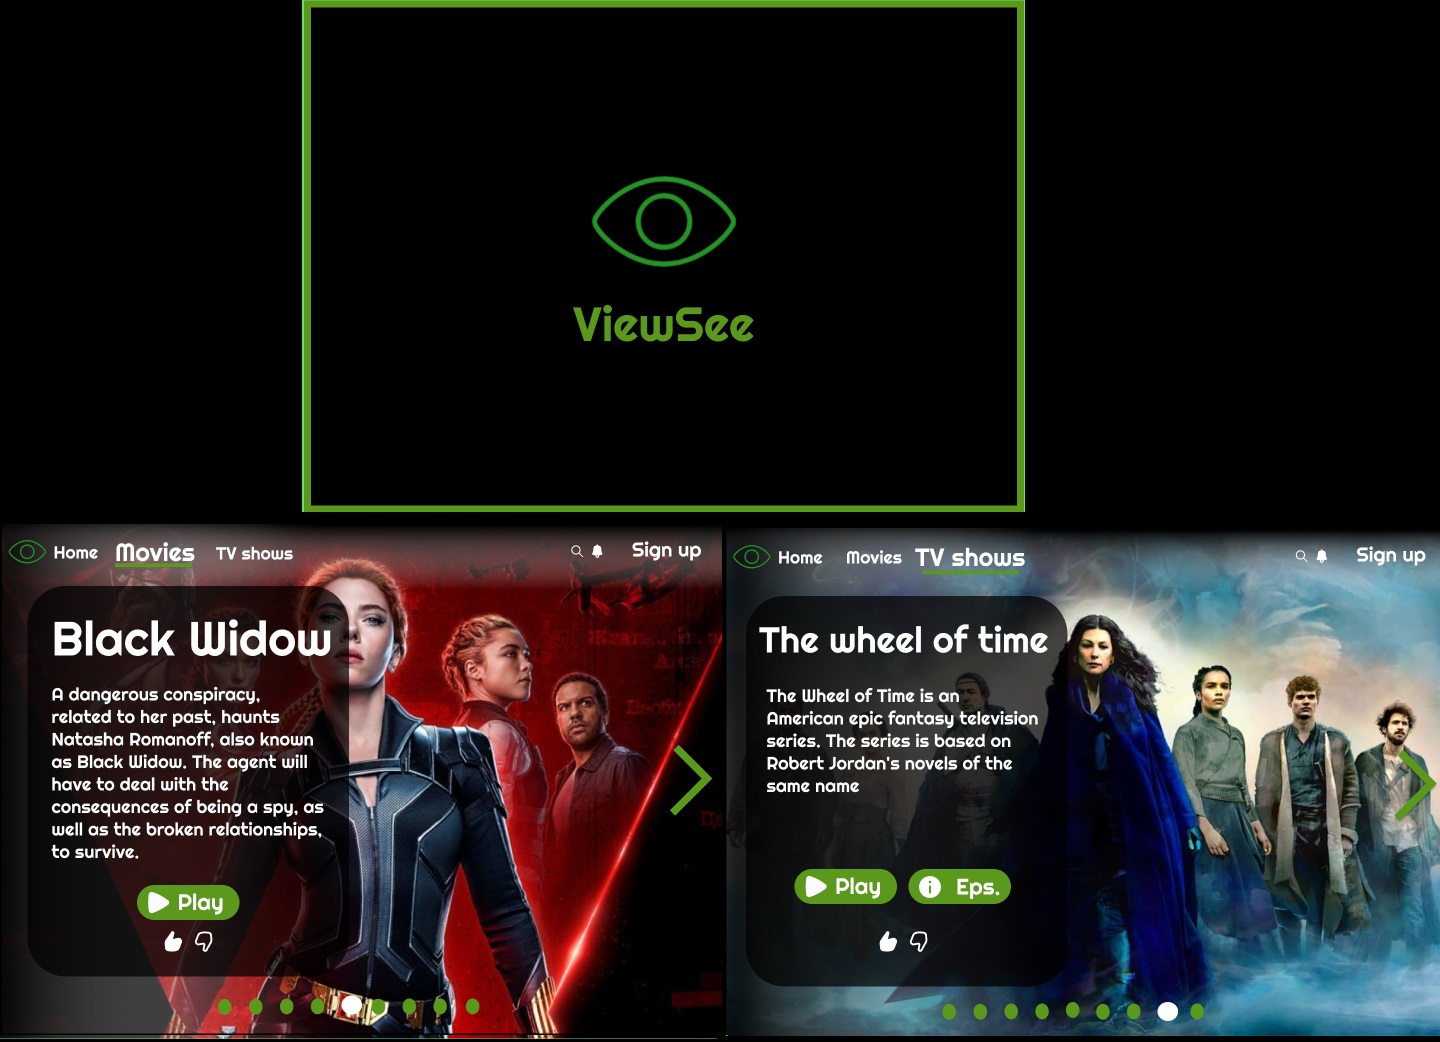 ViewSee
Home Movies TV shows Sign up
Black Widow
A dangerous conspiracy,
related to her past, haunts
Natasha Romanoff, also known
as Black Widow. The agent will
have to deal with the
consequences of being a spy, as
well as the broken relationships,
to survive.
Play
Home Movies TV shows Sign up
The wheel of time
The Wheel of Time is an
American epic fantasy television
series. The series is based on
Robert Jordan's novels of the
same name
Play Eps.